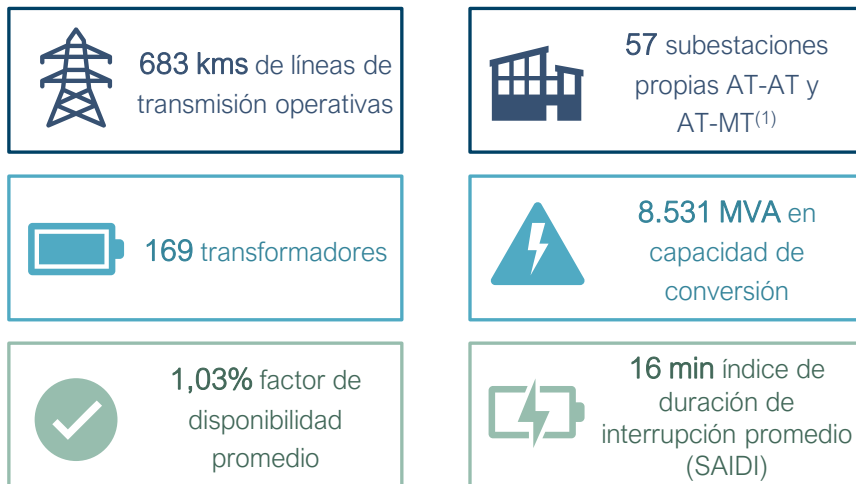 683 kms de líneas de
transmisión operativas
57 subestaciones
propias AT-AT y
AT-MT(1)
169 transformadores
8.531 MVA en
capacidad de
conversión
1,03% factor de
disponibilidad
promedio
16 min índice de
duración de
interrupción promedio
(SAIDI)